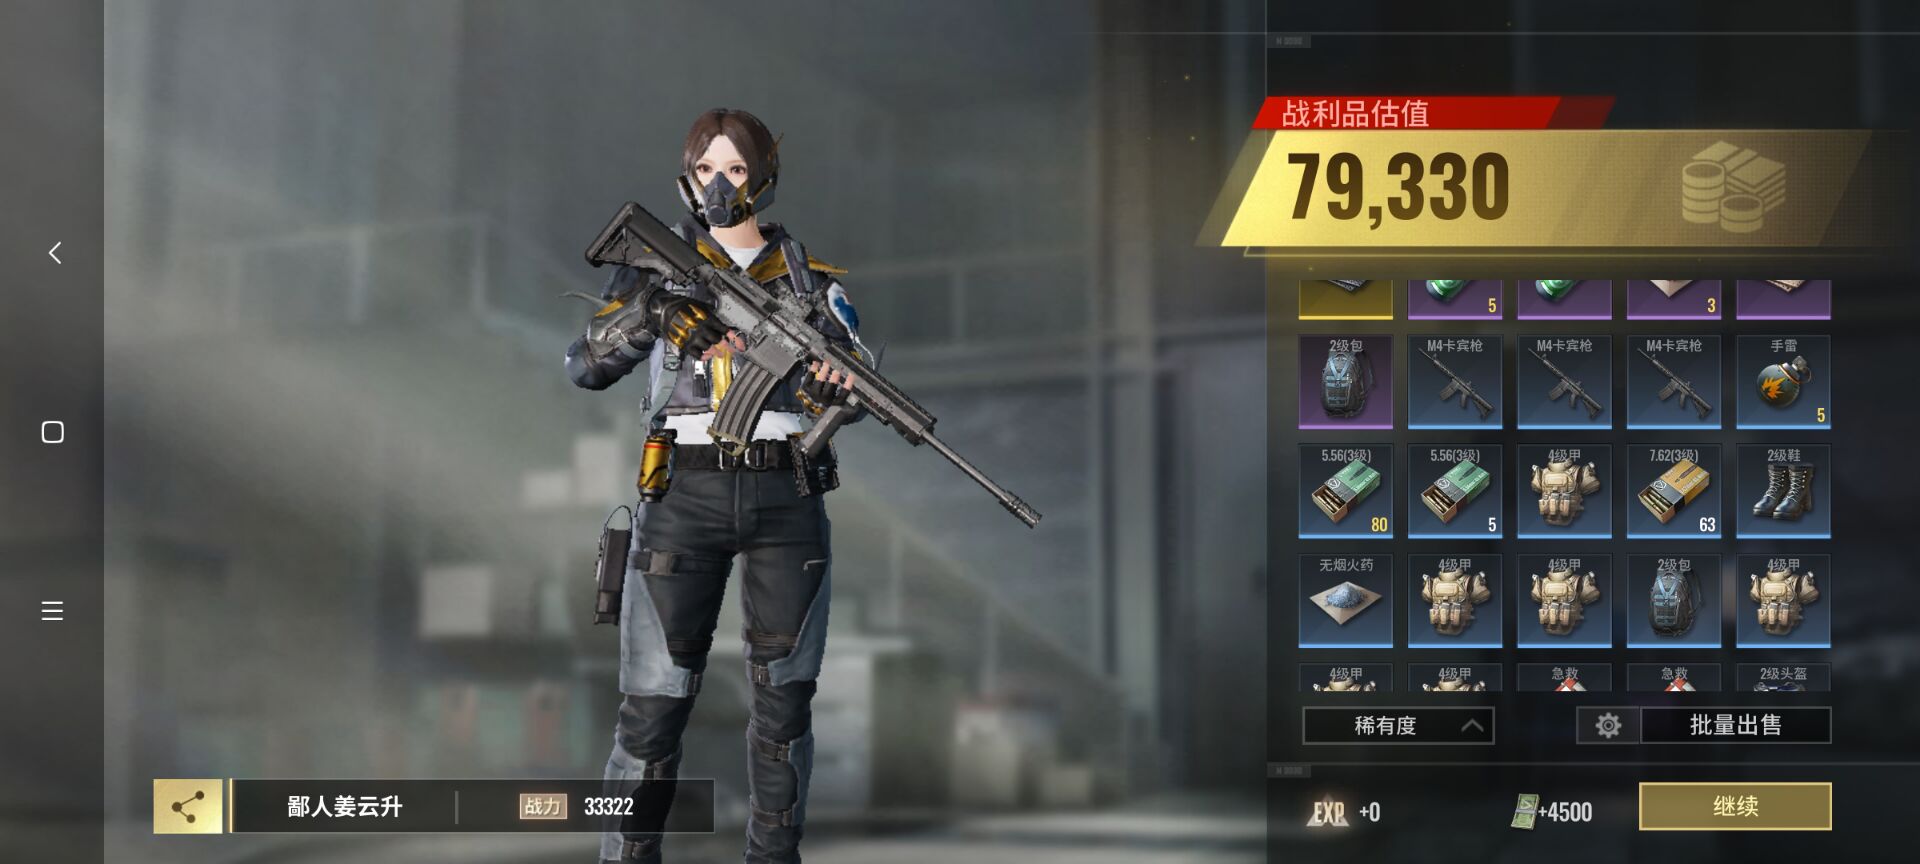 战利品估值
79,330
5
3
2级包
M4卡宾枪
M4卡宾枪
M4卡宾枪
手雷
5
5.56(3级)
80
5.56(3级)
5
4级甲
7.62(3级)
63
2级鞋
无烟火药
4级甲
4级甲
2级包
4级甲
4级甲
4级甲
急救
急救
2级头盔
稀有度
批量出售
鄙人姜云升
战力
33322
EXP
+0
+4500
继续